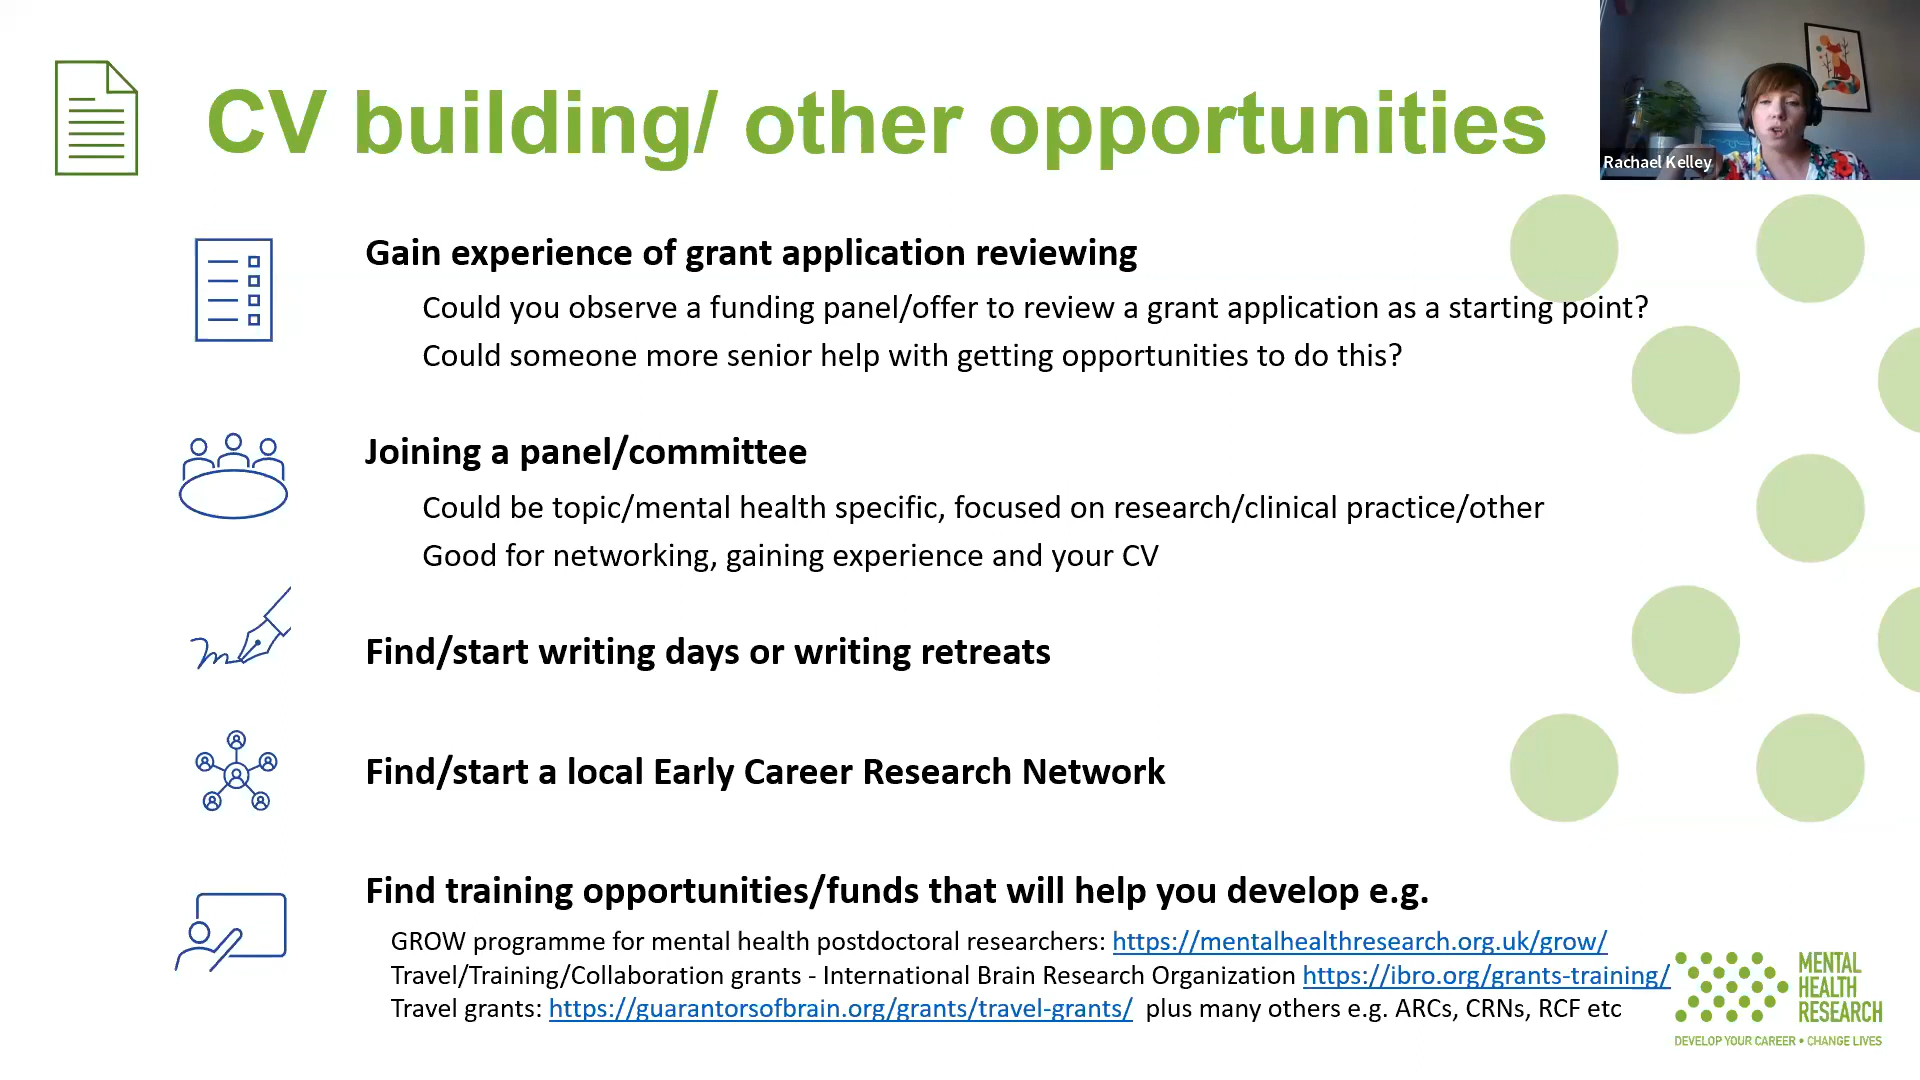 CV building/ other opportunities
Rachael Kelley
Gain experience of grant application reviewing
Could you observe a funding panel/offer to review a grant application as a starting point?
Could someone more senior help with getting opportunities to do this?
Joining a panel/committee
Could be topic/mental health specific, focused on research/clinical practice/other
Good for networking, gaining experience and your CV
Find/start writing days or writing retreats
Find/start a local Early Career Research Network
Find training opportunities/funds that will help you develop e.g.
GROW programme for mental health postdoctoral researchers: https://mentalhealthresearch.org.uk/grow/
Travel/Training/Collaboration grants - International Brain Research Organization https://ibro.org/grants-training/
Travel grants: https://guarantorsofbrain.org/grants/travel-grants/ plus many others e.g. ARCs, CRNs, RCF etc
MENTAL
HEALTH
RESEARCH
DEVELOP YOUR CAREER • CHANGE LIVES